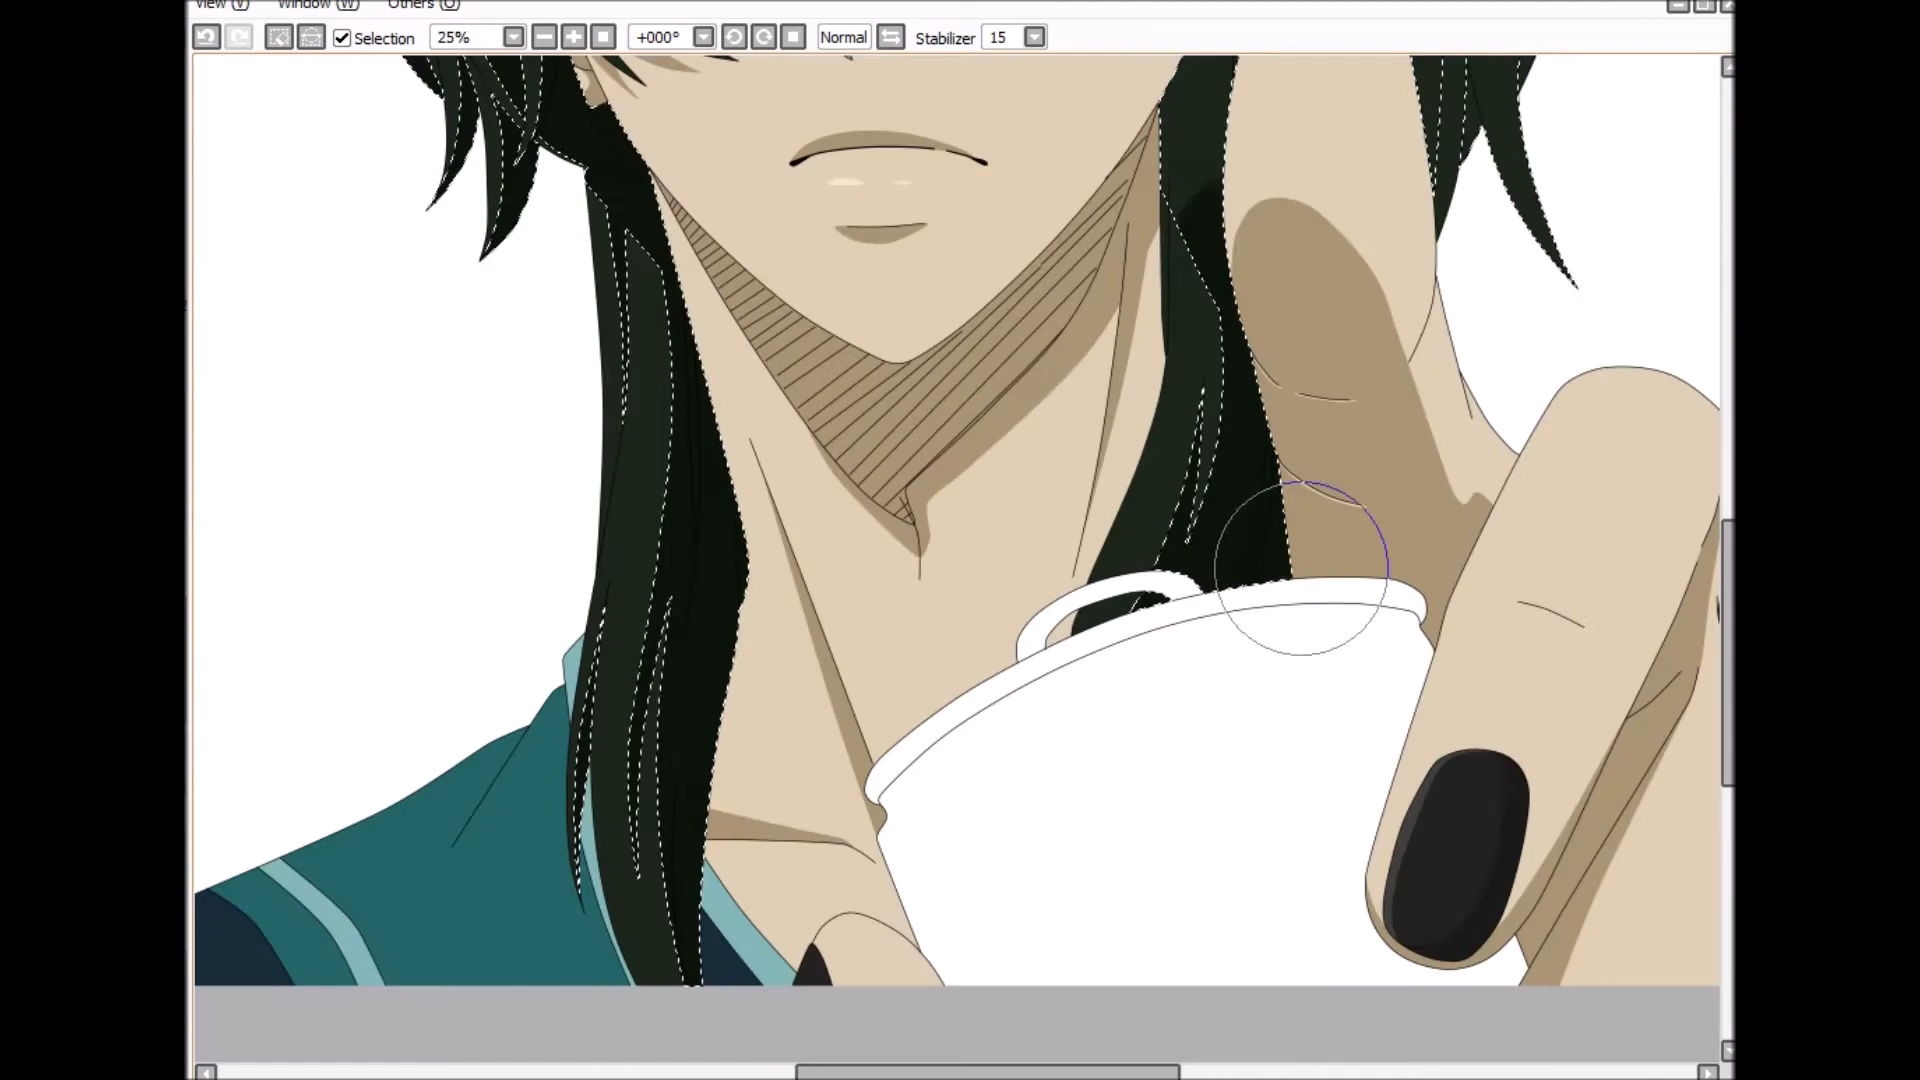 View (V) Window (W) Others (O)
Selection 25% +000° Normal Stabilizer 15